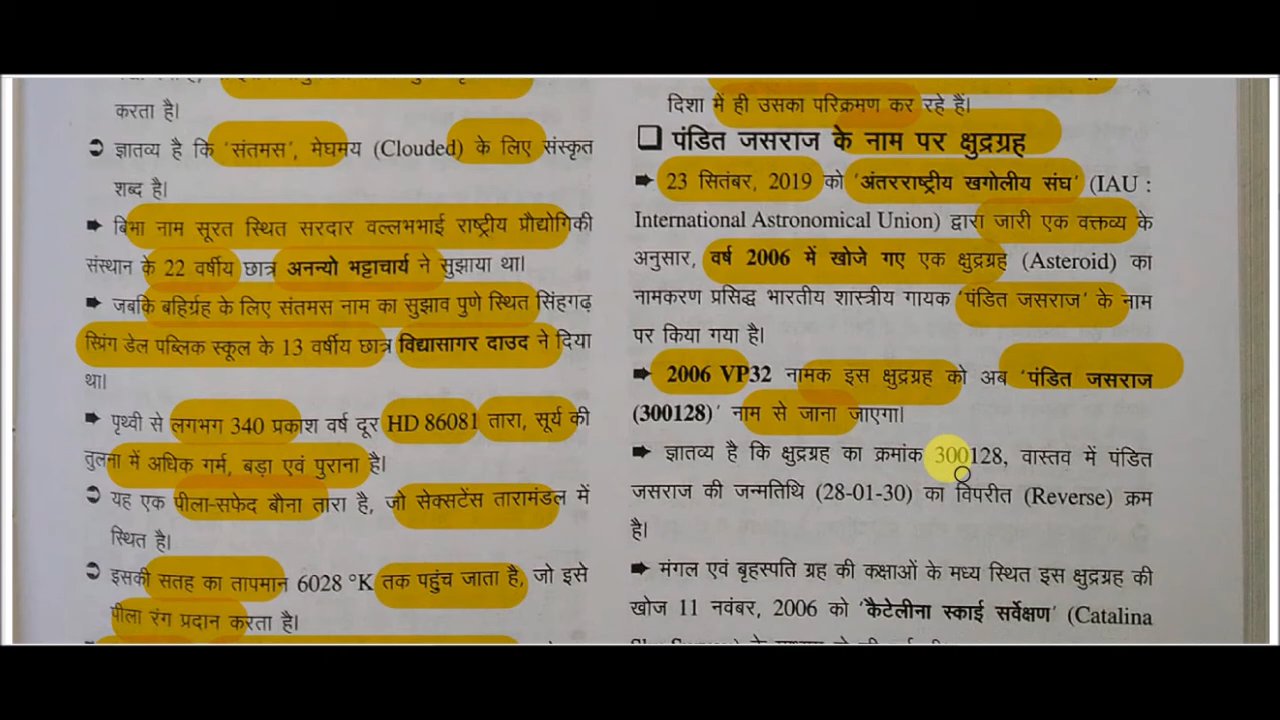 करता है।
➲ ज्ञातव्य है कि 'संतमस', मेघमय (Clouded) के लिए संस्कृत
शब्द है।
➡ बिभा नाम सूरत स्थित सरदार वल्लभभाई राष्ट्रीय प्रौद्योगिकी
संस्थान के 22 वर्षीय छात्र अनन्यो भट्टाचार्य ने सुझाया था।
➡ जबकि बहिर्ग्रह के लिए संतमस नाम का सुझाव पुणे स्थित सिंहगढ़
स्प्रिंग डेल पब्लिक स्कूल के 13 वर्षीय छात्र विद्यासागर दाउद ने दिया
था।
➡ पृथ्वी से लगभग 340 प्रकाश वर्ष दूर HD 86081 तारा, सूर्य की
तुलना में अधिक गर्म, बड़ा एवं पुराना है।
➲ यह एक पीला-सफेद बौना तारा है, जो सेक्सटेंस तारामंडल में
स्थित है।
➲ इसकी सतह का तापमान 6028 °K तक पहुंच जाता है, जो इसे
पीला रंग प्रदान करता है।
दिशा में ही उसका परिक्रमण कर रहे हैं।
❑ पंडित जसराज के नाम पर क्षुद्रग्रह
➡ 23 सितंबर, 2019 को 'अंतरराष्ट्रीय खगोलीय संघ' (IAU :
International Astronomical Union) द्वारा जारी एक वक्तव्य के
अनुसार, वर्ष 2006 में खोजे गए एक क्षुद्रग्रह (Asteroid) का
नामकरण प्रसिद्ध भारतीय शास्त्रीय गायक 'पंडित जसराज' के नाम
पर किया गया है।
➡ 2006 VP32 नामक इस क्षुद्रग्रह को अब 'पंडित जसराज
(300128)' नाम से जाना जाएगा।
➡ ज्ञातव्य है कि क्षुद्रग्रह का क्रमांक 300128, वास्तव में पंडित
जसराज की जन्मतिथि (28-01-30) का विपरीत (Reverse) क्रम
है।
➡ मंगल एवं बृहस्पति ग्रह की कक्षाओं के मध्य स्थित इस क्षुद्रग्रह की
खोज 11 नवंबर, 2006 को 'कैटेलीना स्काई सर्वेक्षण' (Catalina